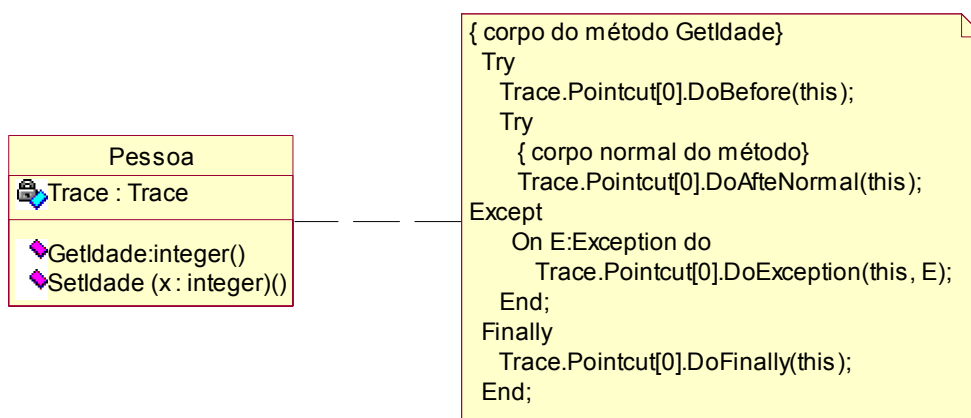 Pessoa
Trace : Trace
GetIdade:integer()
SetIdade (x : integer)()
{ corpo do método GetIdade}
Try
Trace.Pointcut[0].DoBefore(this);
Try
{ corpo normal do método}
Trace.Pointcut[0].DoAfteNormal(this);
Except
On E:Exception do
Trace.Pointcut[0].DoException(this, E);
End;
Finally
Trace.Pointcut[0].DoFinally(this);
End;